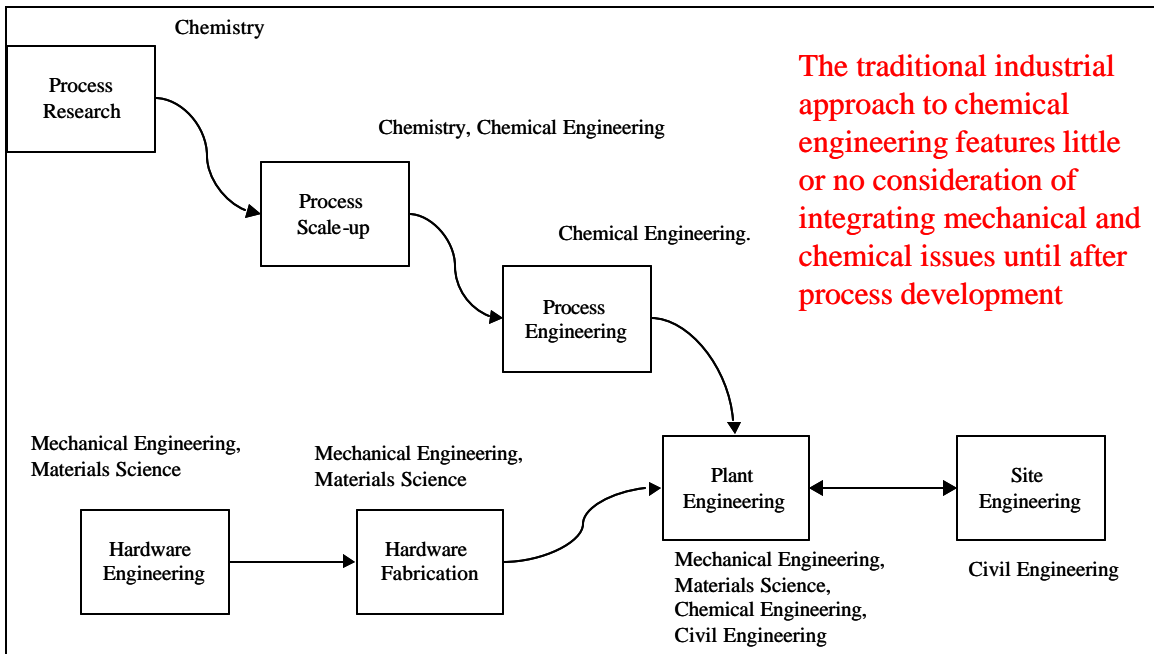 Chemistry
Process
Research
The traditional industrial
approach to chemical
engineering features little
or no consideration of
integrating mechanical and
chemical issues until after
process development
Chemistry, Chemical Engineering
Process
Scale-up
Chemical Engineering.
Process
Engineering
Mechanical Engineering,
Materials Science
Mechanical Engineering,
Materials Science
Hardware
Engineering
Hardware
Fabrication
Plant
Engineering
Site
Engineering
Mechanical Engineering,
Materials Science,
Chemical Engineering,
Civil Engineering
Civil Engineering